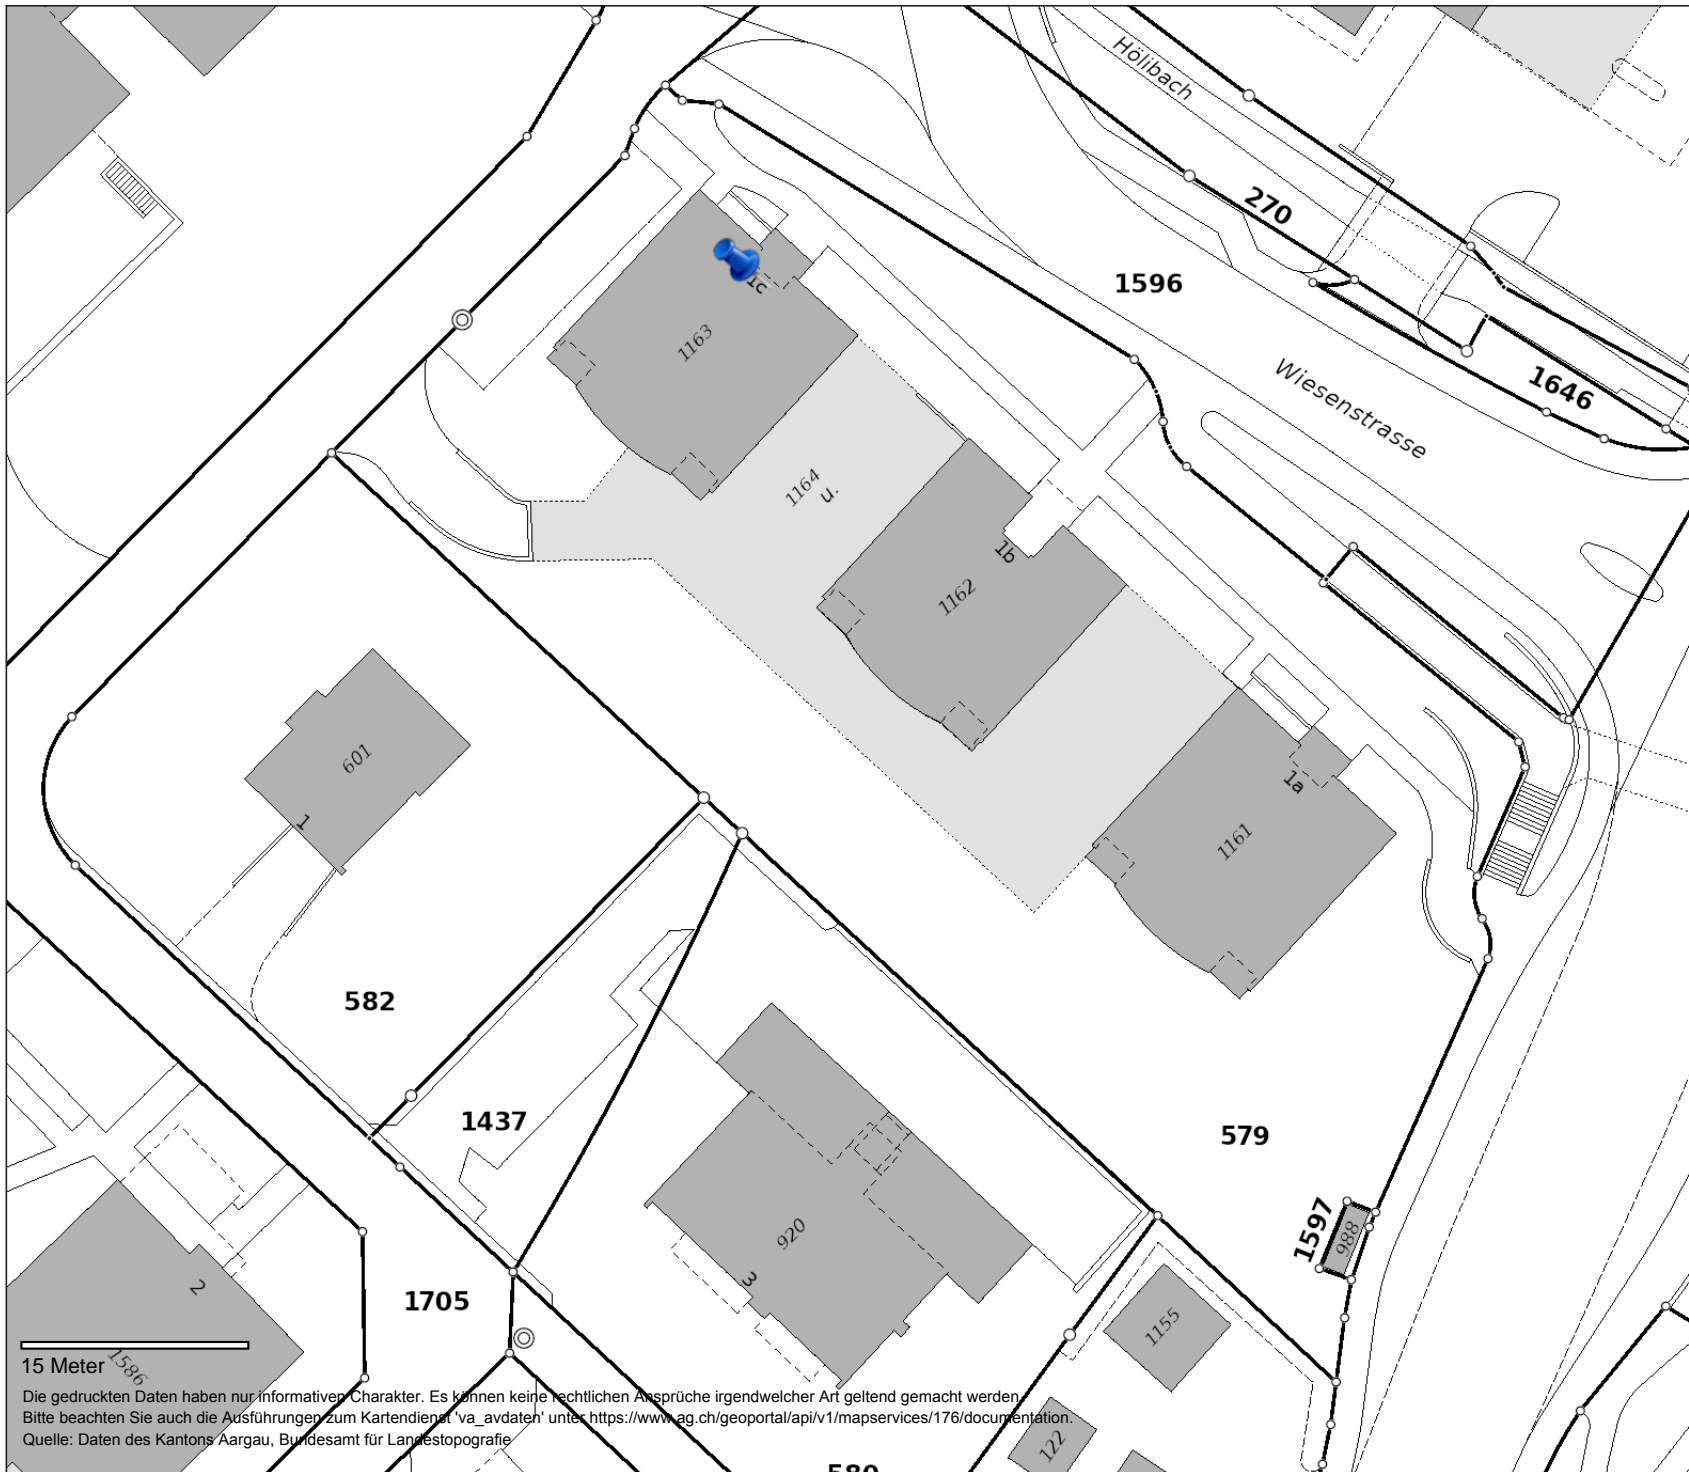 Hölibach
270
1596
1c
1163
Wiesenstrasse
1646
1164
u.
1b
1162
1a
1161
601
1
582
1437
579
1597
988
920
3
2
1705
1155
15 Meter
1586
Die gedruckten Daten haben nur informativen Charakter. Es können keine rechtlichen Ansprüche irgendwelcher Art geltend gemacht werden.
Bitte beachten Sie auch die Ausführungen zum Kartendienst 'va_avdaten' unter https://www.ag.ch/geoportal/api/v1/mapservices/176/documentation.
Quelle: Daten des Kantons Aargau, Bundesamt für Landestopografie
122
580